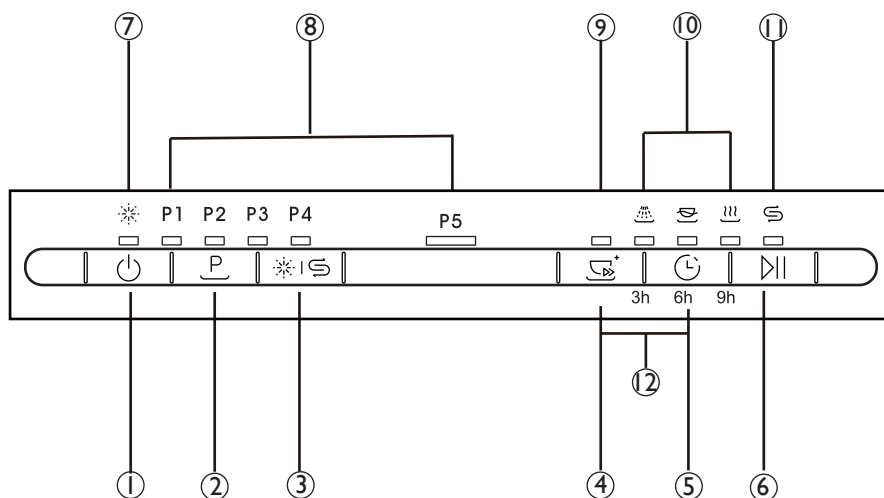 ⑦ ⑧ ⑨ ⑩ ⑪
P1 P2 P3 P4 P5
P
3h 6h 9h
⑫
① ② ③ ④ ⑤ ⑥